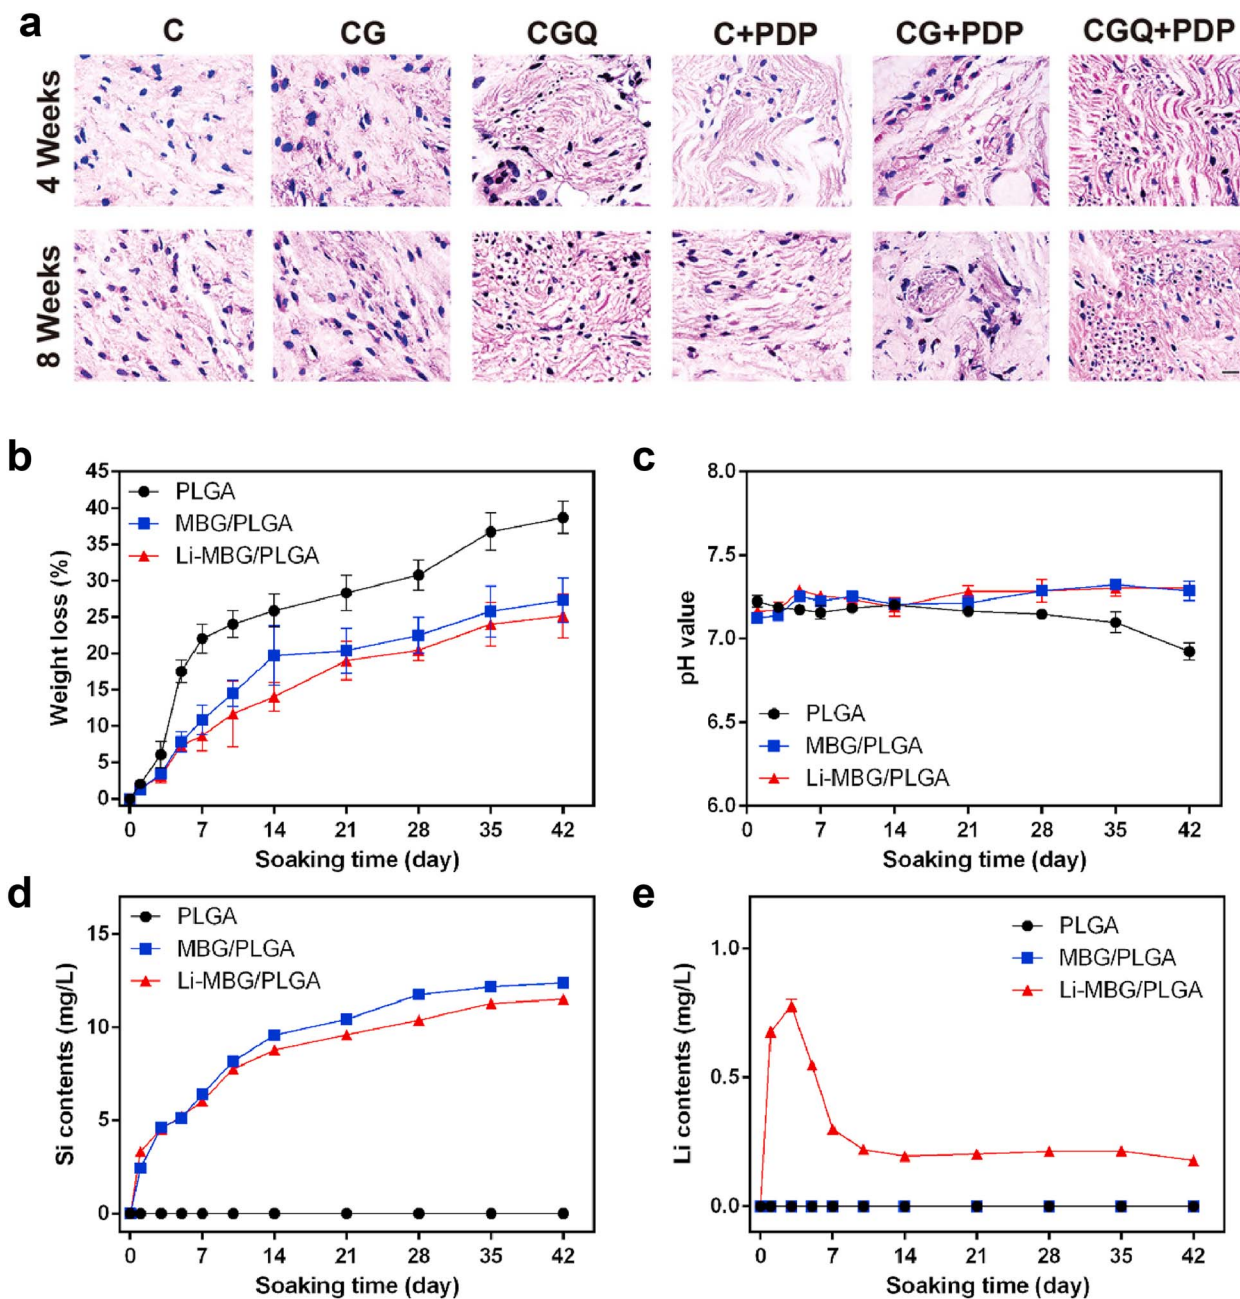 a
C CG CGQ C+PDP CG+PDP CGQ+PDP
4 Weeks
8 Weeks
b
45
40
35
30
25
20
15
10
5
0
Weight loss (%)
PLGA
MBG/PLGA
Li-MBG/PLGA
0 7 14 21 28 35 42
Soaking time (day)
c
8.0
7.5
7.0
6.5
6.0
pH value
PLGA
MBG/PLGA
Li-MBG/PLGA
0 7 14 21 28 35 42
Soaking time (day)
d
15
10
5
0
Si contents (mg/L)
PLGA
MBG/PLGA
Li-MBG/PLGA
0 7 14 21 28 35 42
Soaking time (day)
e
1.0
0.5
0.0
Li contents (mg/L)
PLGA
MBG/PLGA
Li-MBG/PLGA
0 7 14 21 28 35 42
Soaking time (day)